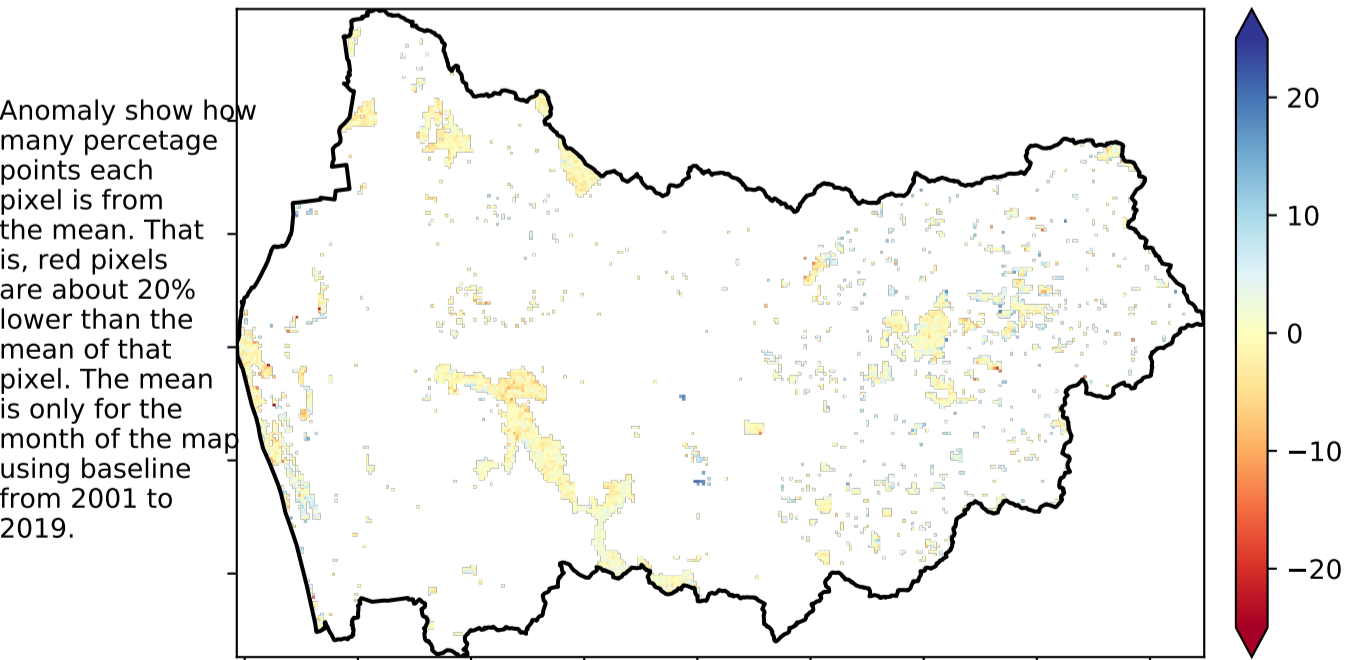 Anomaly show how
many percetage
points each
pixel is from
the mean. That
is, red pixels
are about 20%
lower than the
mean of that
pixel. The mean
is only for the
month of the map
using baseline
from 2001 to
2019.
20
10
0
−10
−20